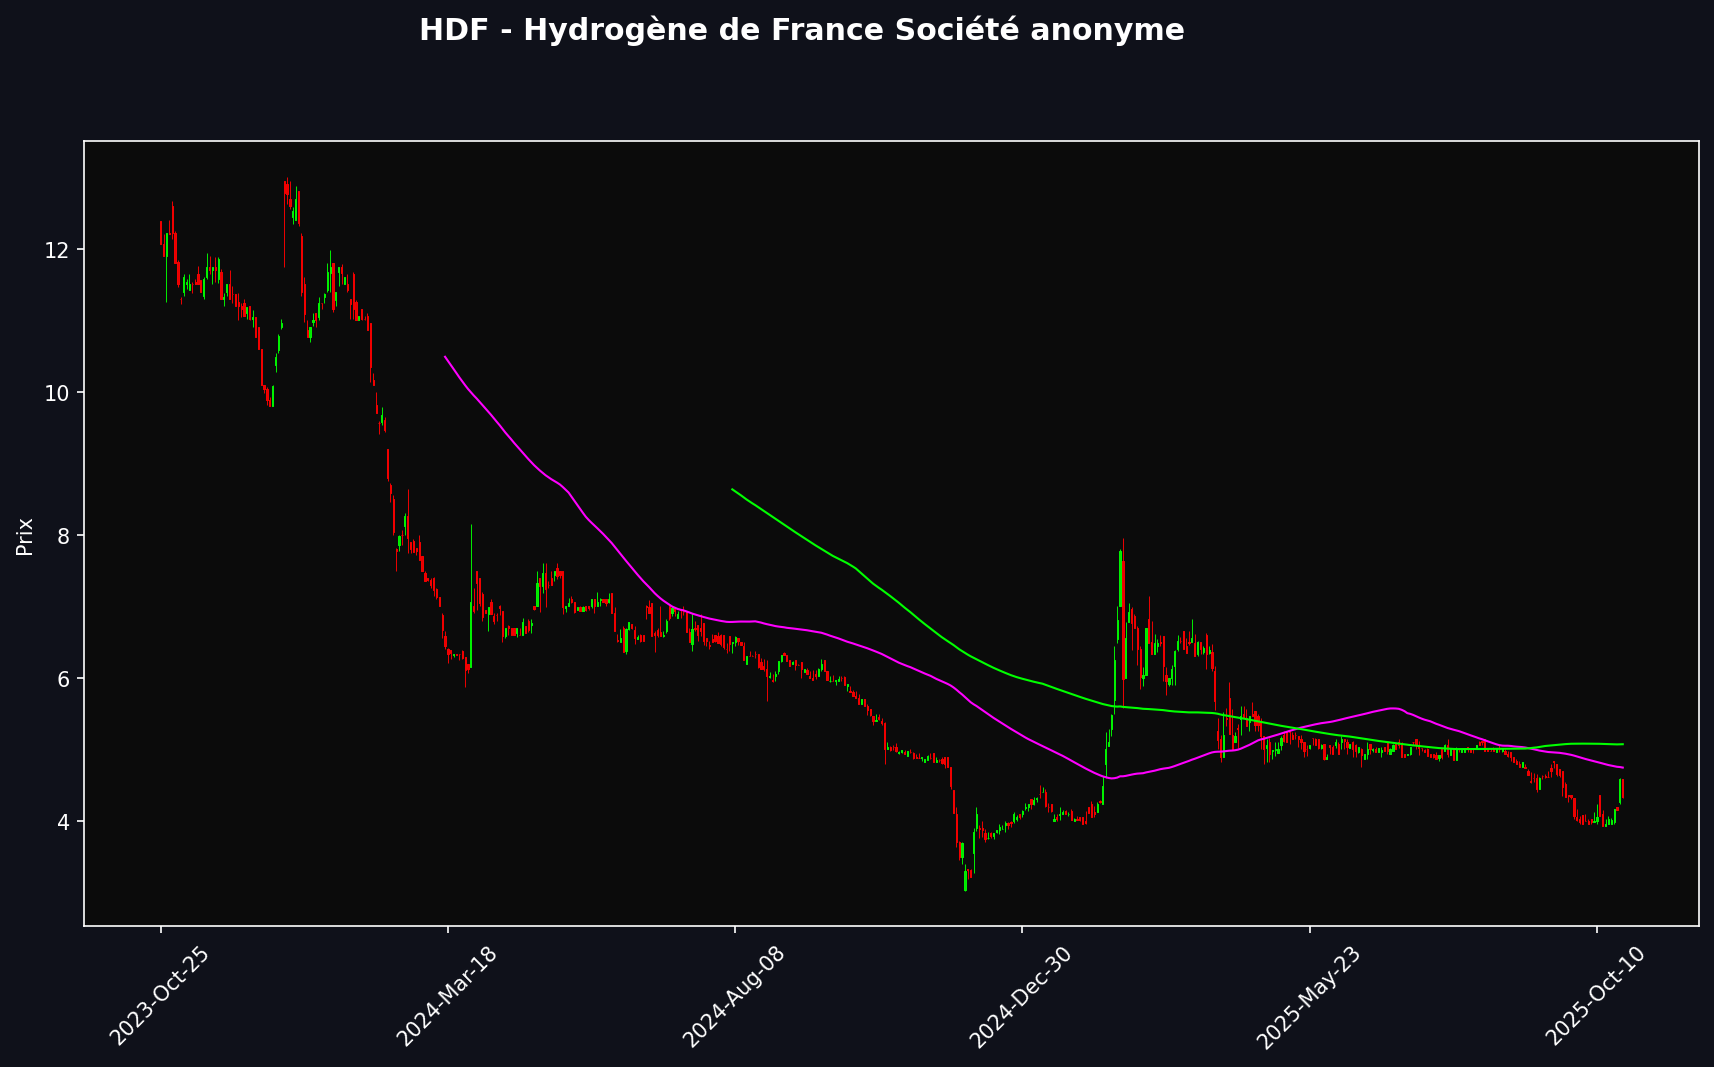 HDF - Hydrogène de France Société anonyme
Prix
12
10
8
6
4
2023-Oct-25
2024-Mar-18
2024-Aug-08
2024-Dec-30
2025-May-23
2025-Oct-10